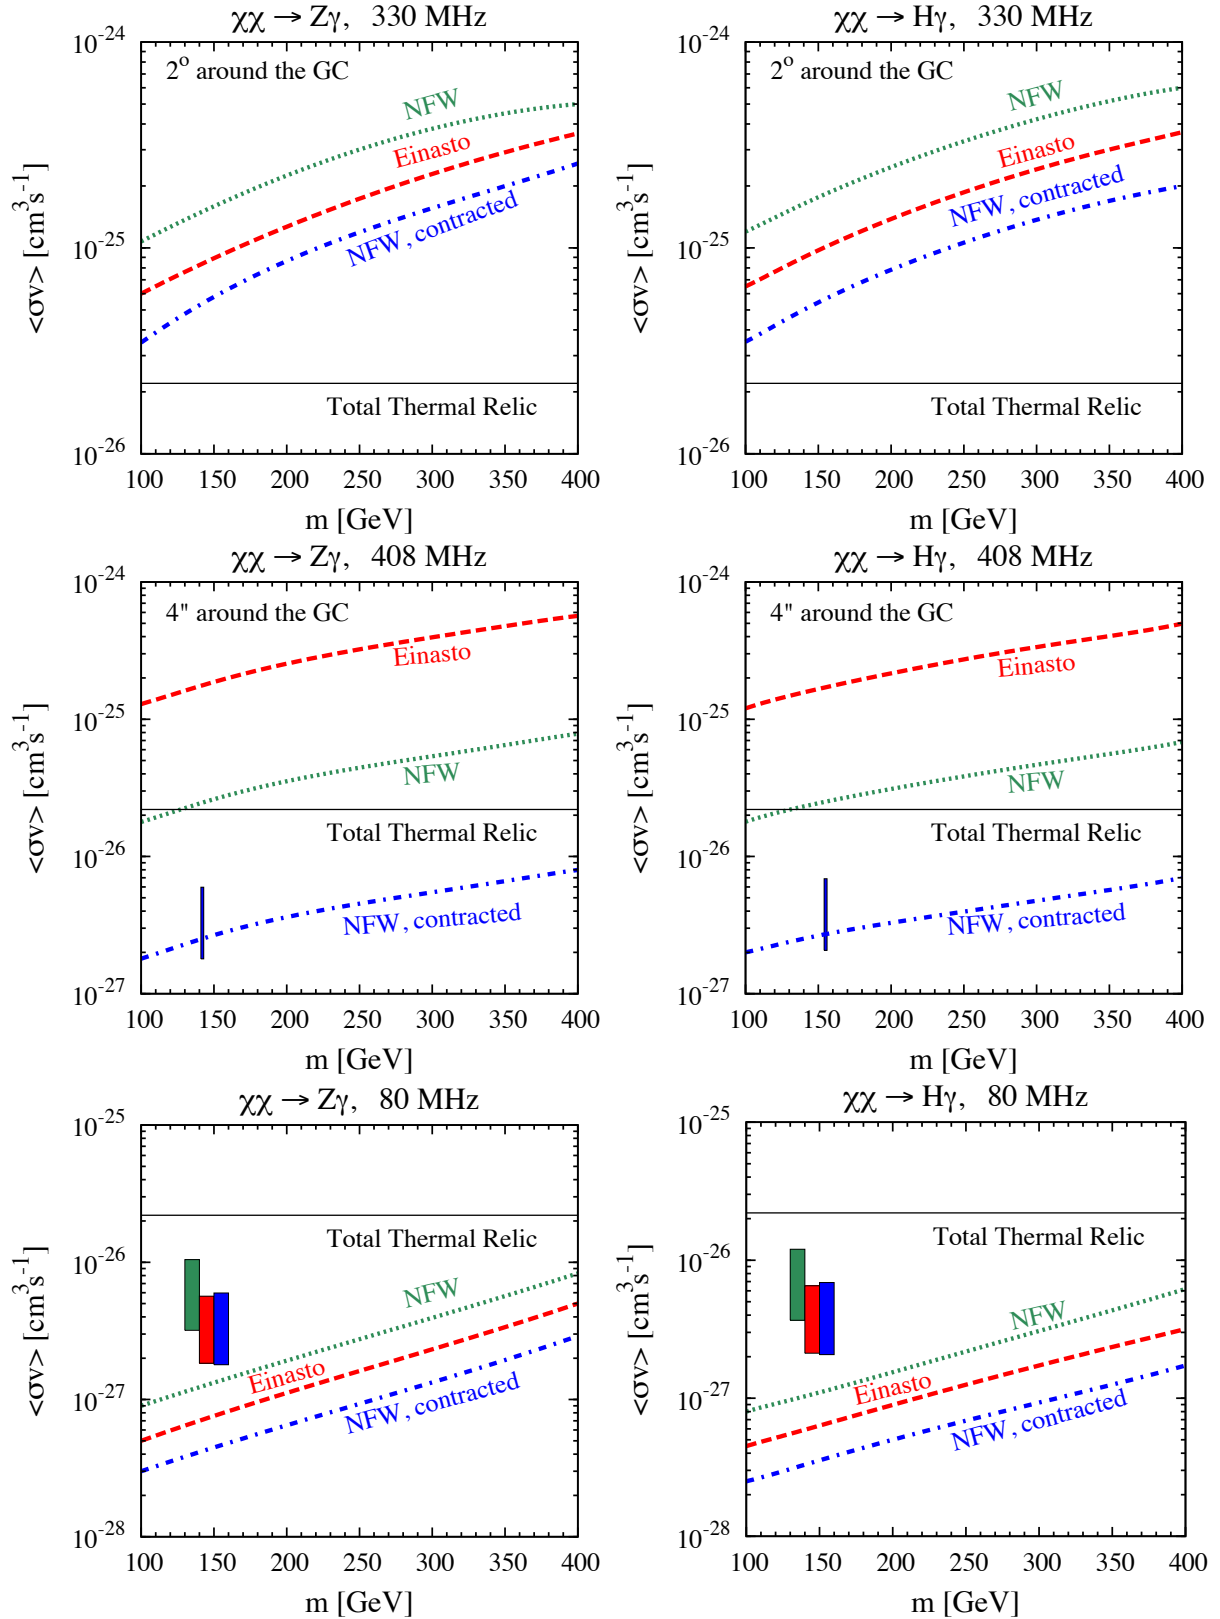 χχ → Zγ, 330 MHz
10^-24
2° around the GC
NFW
Einasto
NFW, contracted
10^-25
Total Thermal Relic
10^-26
100 150 200 250 300 350 400
m [GeV]
<σv> [cm^3s^-1]
χχ → Hγ, 330 MHz
10^-24
2° around the GC
NFW
Einasto
NFW, contracted
10^-25
Total Thermal Relic
10^-26
100 150 200 250 300 350 400
m [GeV]
<σv> [cm^3s^-1]
χχ → Zγ, 408 MHz
10^-24
4" around the GC
Einasto
10^-25
NFW
Total Thermal Relic
10^-26
NFW, contracted
10^-27
100 150 200 250 300 350 400
m [GeV]
<σv> [cm^3s^-1]
χχ → Hγ, 408 MHz
10^-24
4" around the GC
Einasto
10^-25
NFW
Total Thermal Relic
10^-26
NFW, contracted
10^-27
100 150 200 250 300 350 400
m [GeV]
<σv> [cm^3s^-1]
χχ → Zγ, 80 MHz
10^-25
Total Thermal Relic
10^-26
NFW
Einasto
10^-27
NFW, contracted
10^-28
100 150 200 250 300 350 400
m [GeV]
<σv> [cm^3s^-1]
χχ → Hγ, 80 MHz
10^-25
Total Thermal Relic
10^-26
NFW
Einasto
10^-27
NFW, contracted
10^-28
100 150 200 250 300 350 400
m [GeV]
<σv> [cm^3s^-1]